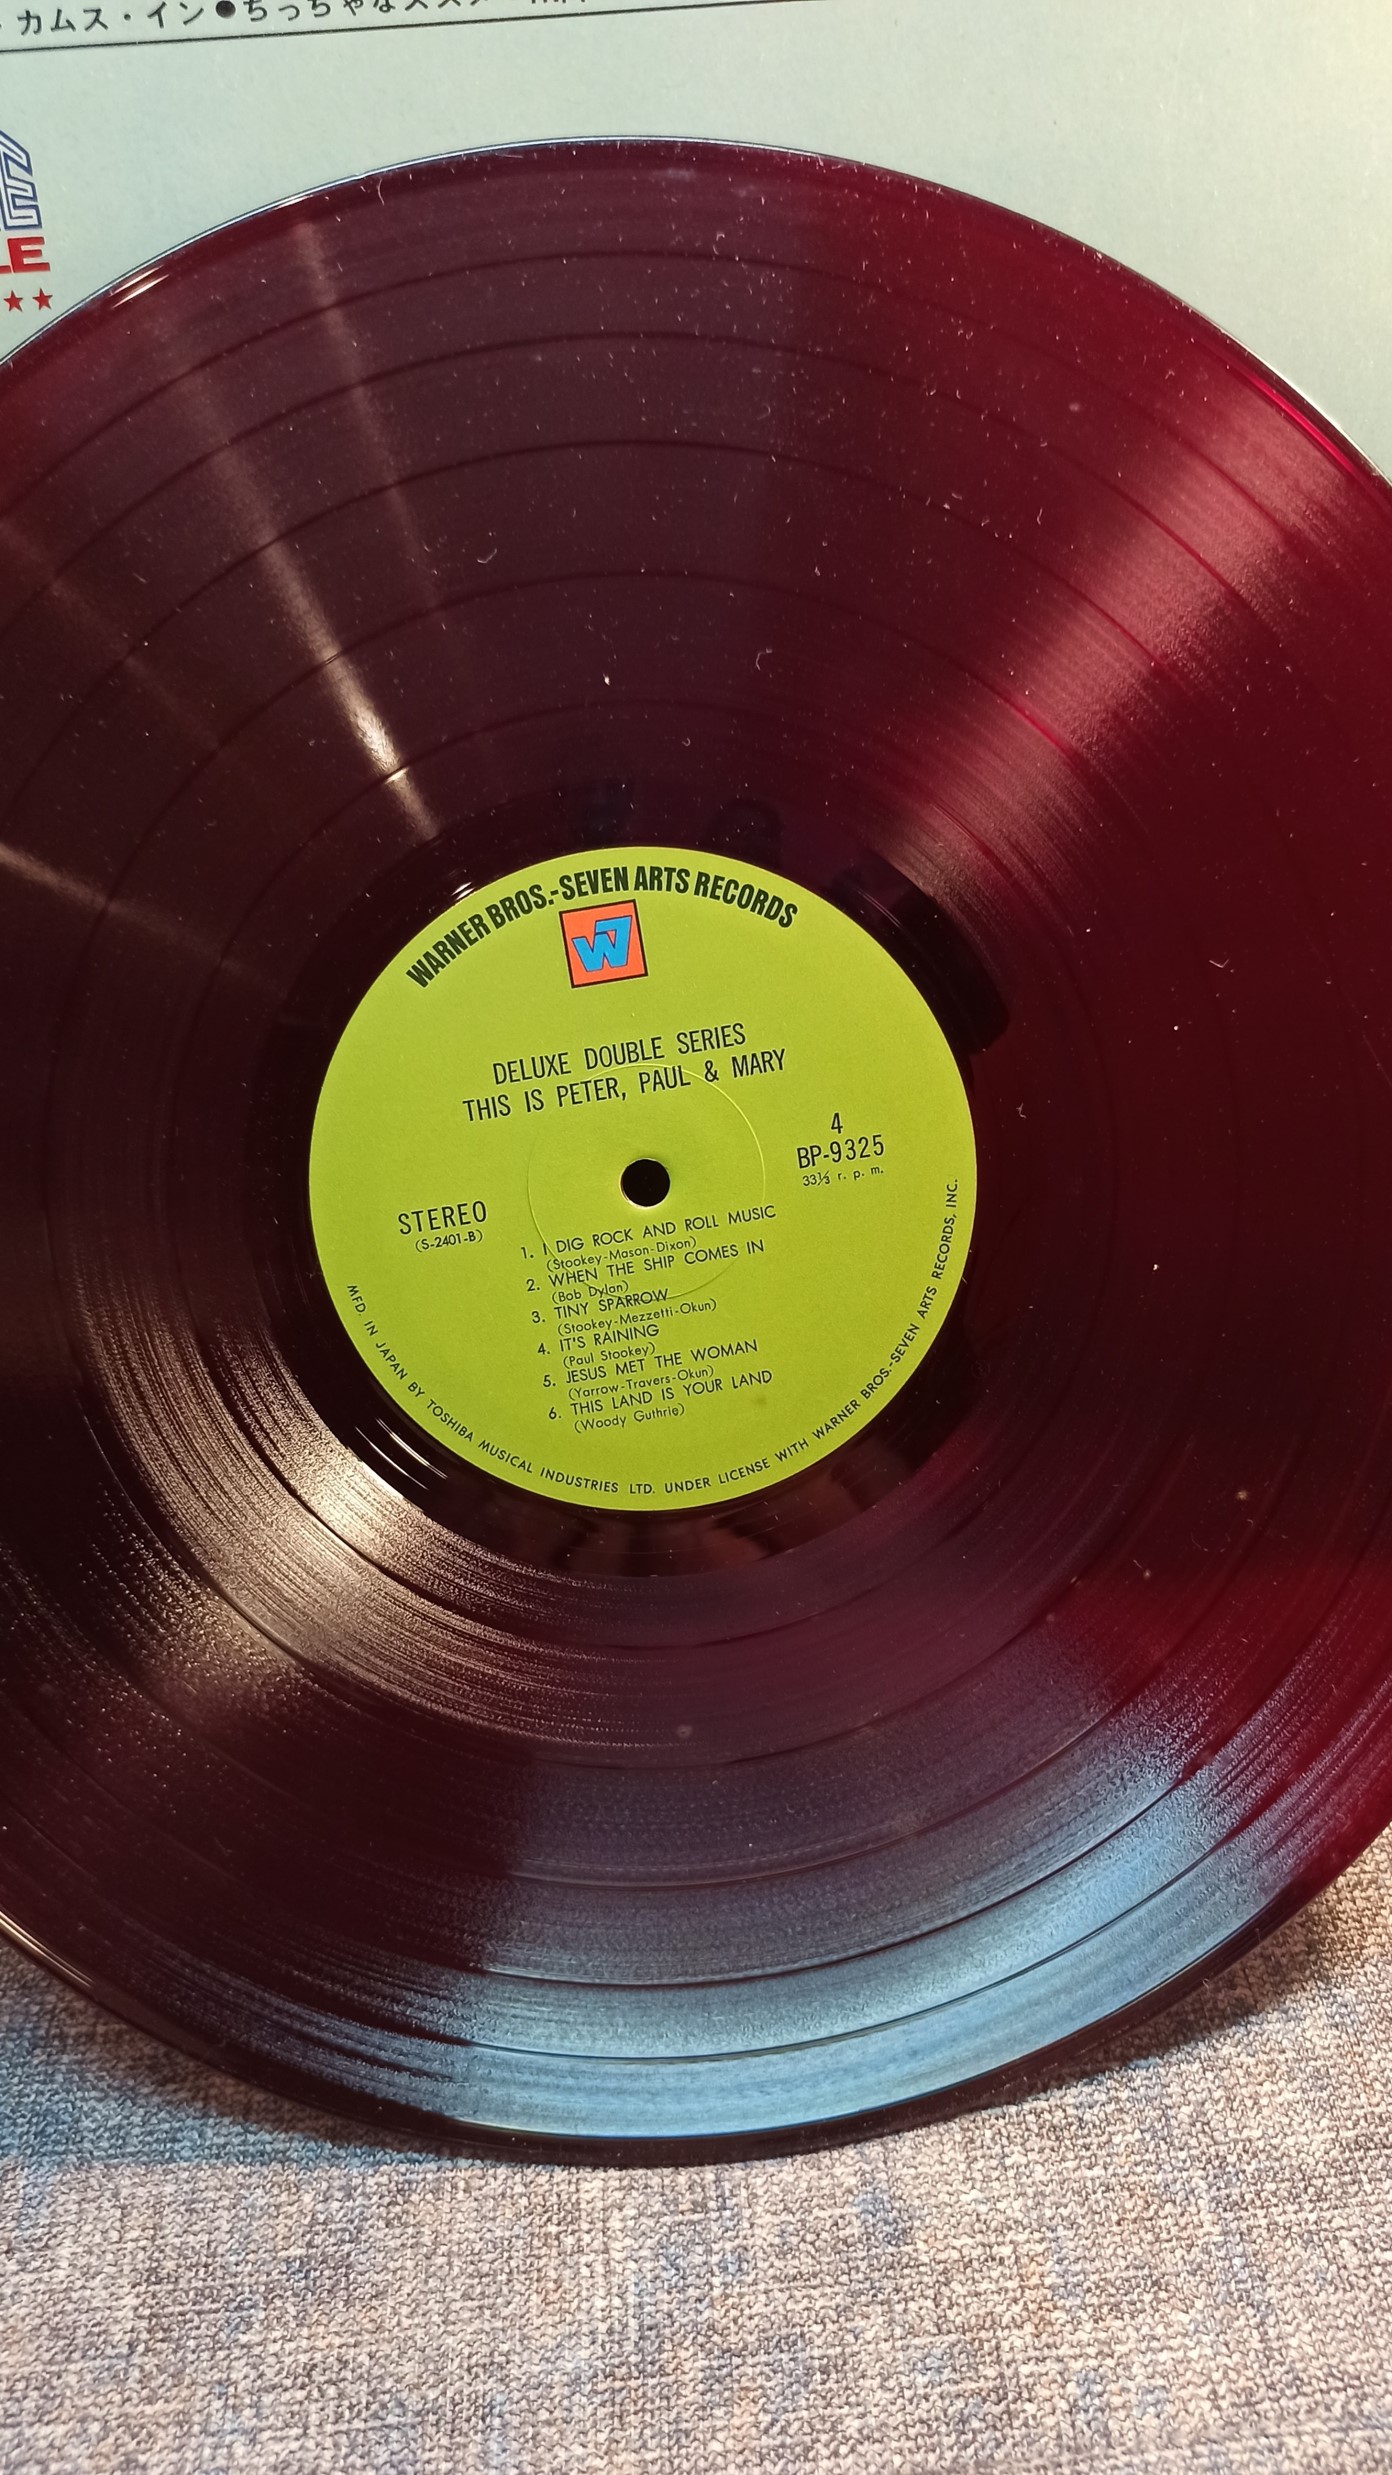 カムス・イン●ちっちゃな
LE
★★
WARNER BROS.-SEVEN ARTS RECORDS
W7
DELUXE DOUBLE SERIES
THIS IS PETER, PAUL & MARY
4
BP-9325
33⅓ r. p. m.
STEREO
(S-2401-B)
1. I DIG ROCK AND ROLL MUSIC
(Stookey-Mason-Dixon)
2. WHEN THE SHIP COMES IN
(Bob Dylan)
3. TINY SPARROW
(Stookey-Mezzetti-Okun)
4. IT'S RAINING
(Paul Stookey)
5. JESUS MET THE WOMAN
(Yarrow-Travers-Okun)
6. THIS LAND IS YOUR LAND
(Woody Guthrie)
MFD. IN JAPAN BY TOSHIBA MUSICAL INDUSTRIES LTD. UNDER LICENSE WITH WARNER BROS.-SEVEN ARTS RECORDS, INC.